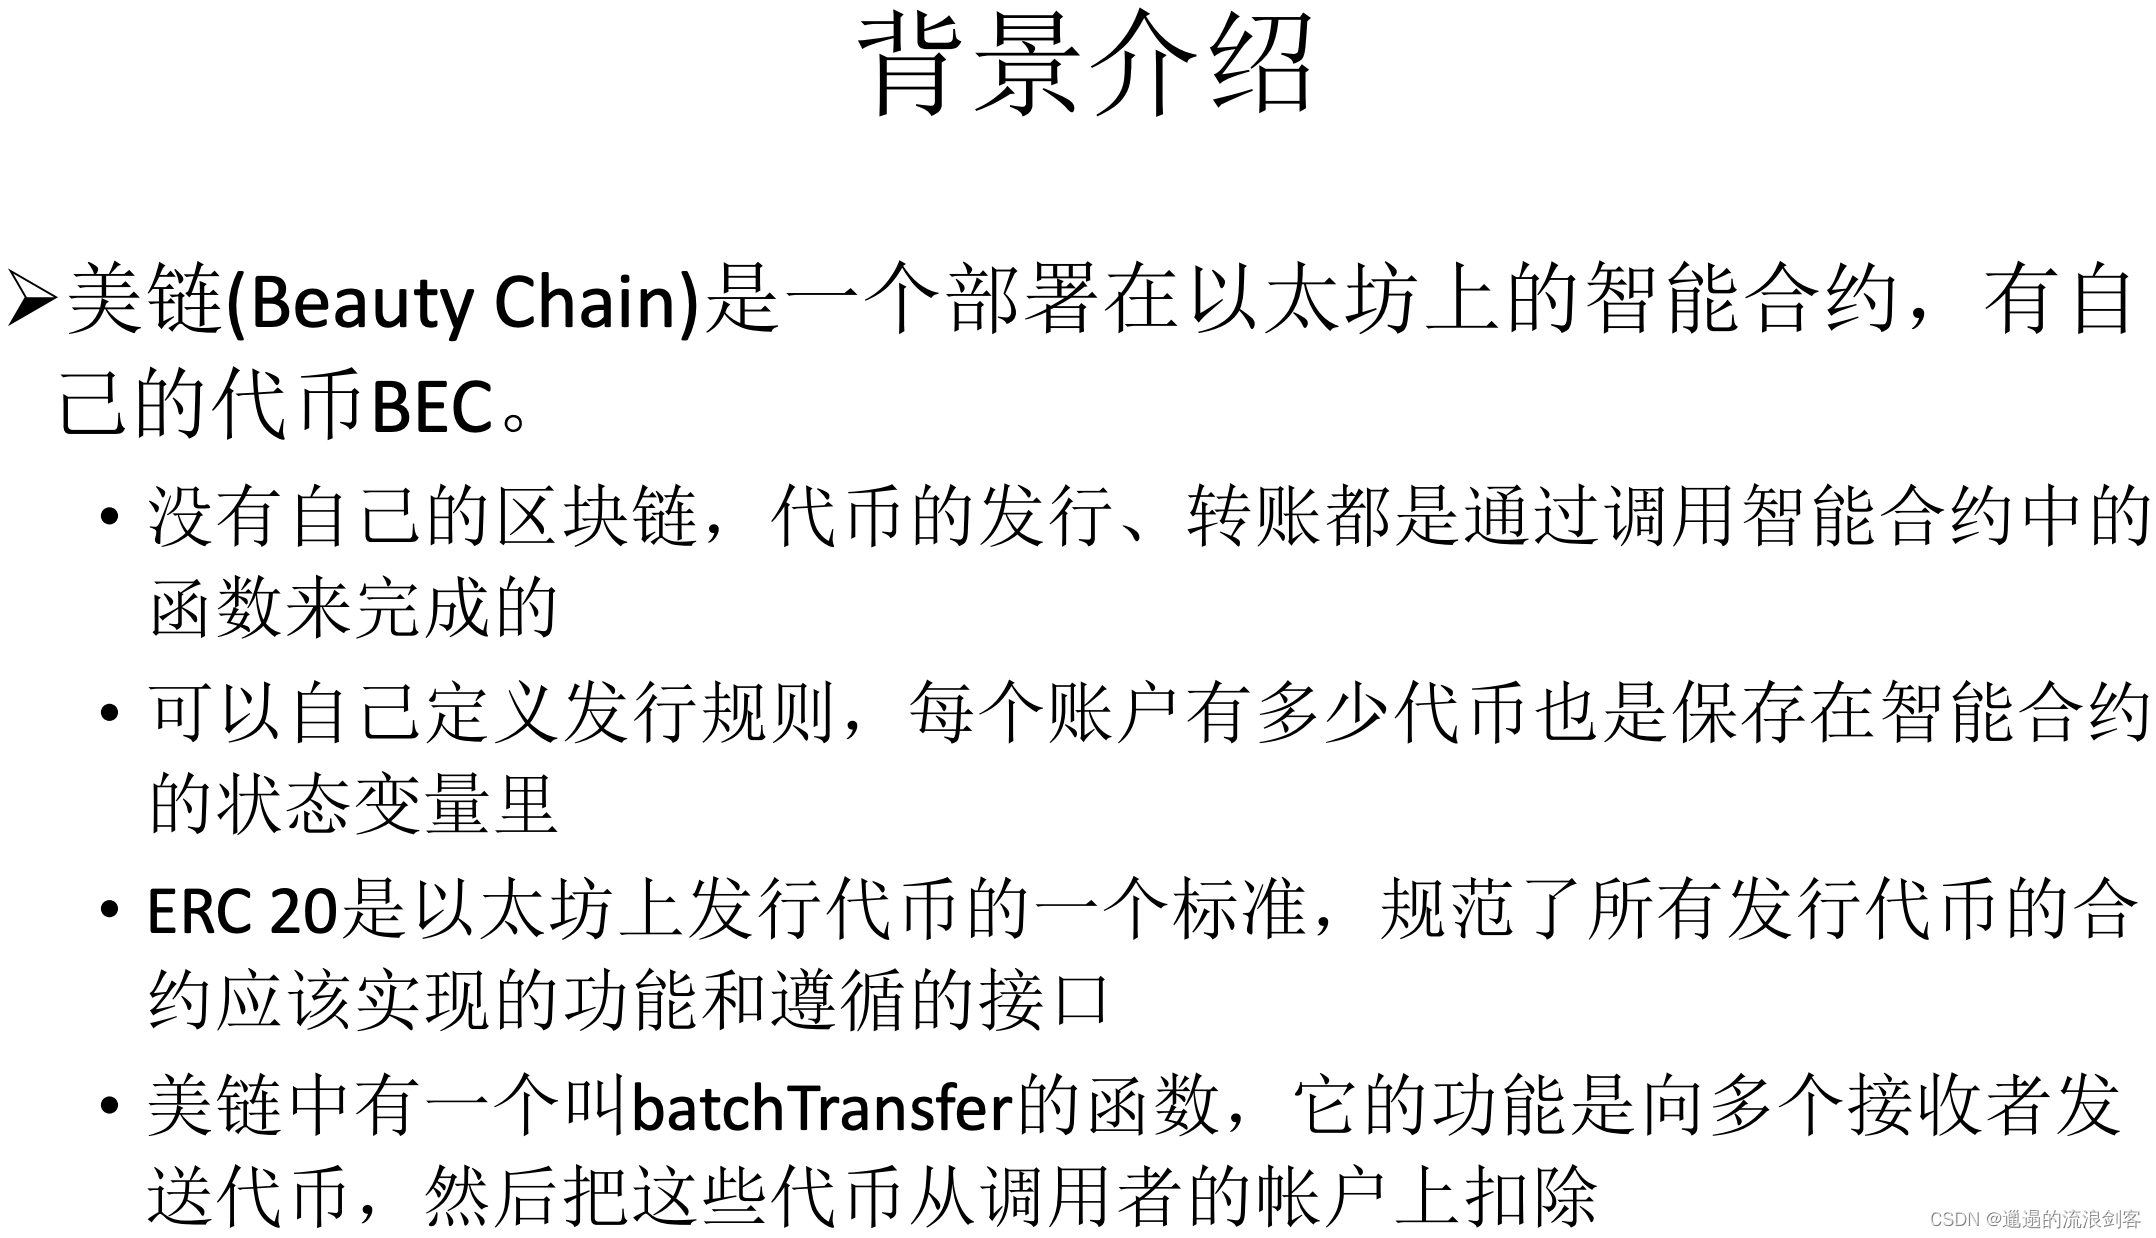 背景介绍
➢美链(Beauty Chain)是一个部署在以太坊上的智能合约，有自
己的代币BEC。
• 没有自己的区块链，代币的发行、转账都是通过调用智能合约中的
函数来完成的
• 可以自己定义发行规则，每个账户有多少代币也是保存在智能合约
的状态变量里
• ERC 20是以太坊上发行代币的一个标准，规范了所有发行代币的合
约应该实现的功能和遵循的接口
• 美链中有一个叫batchTransfer的函数，它的功能是向多个接收者发
送代币，然后把这些代币从调用者的帐户上扣除
CSDN @邋遢的流浪剑客